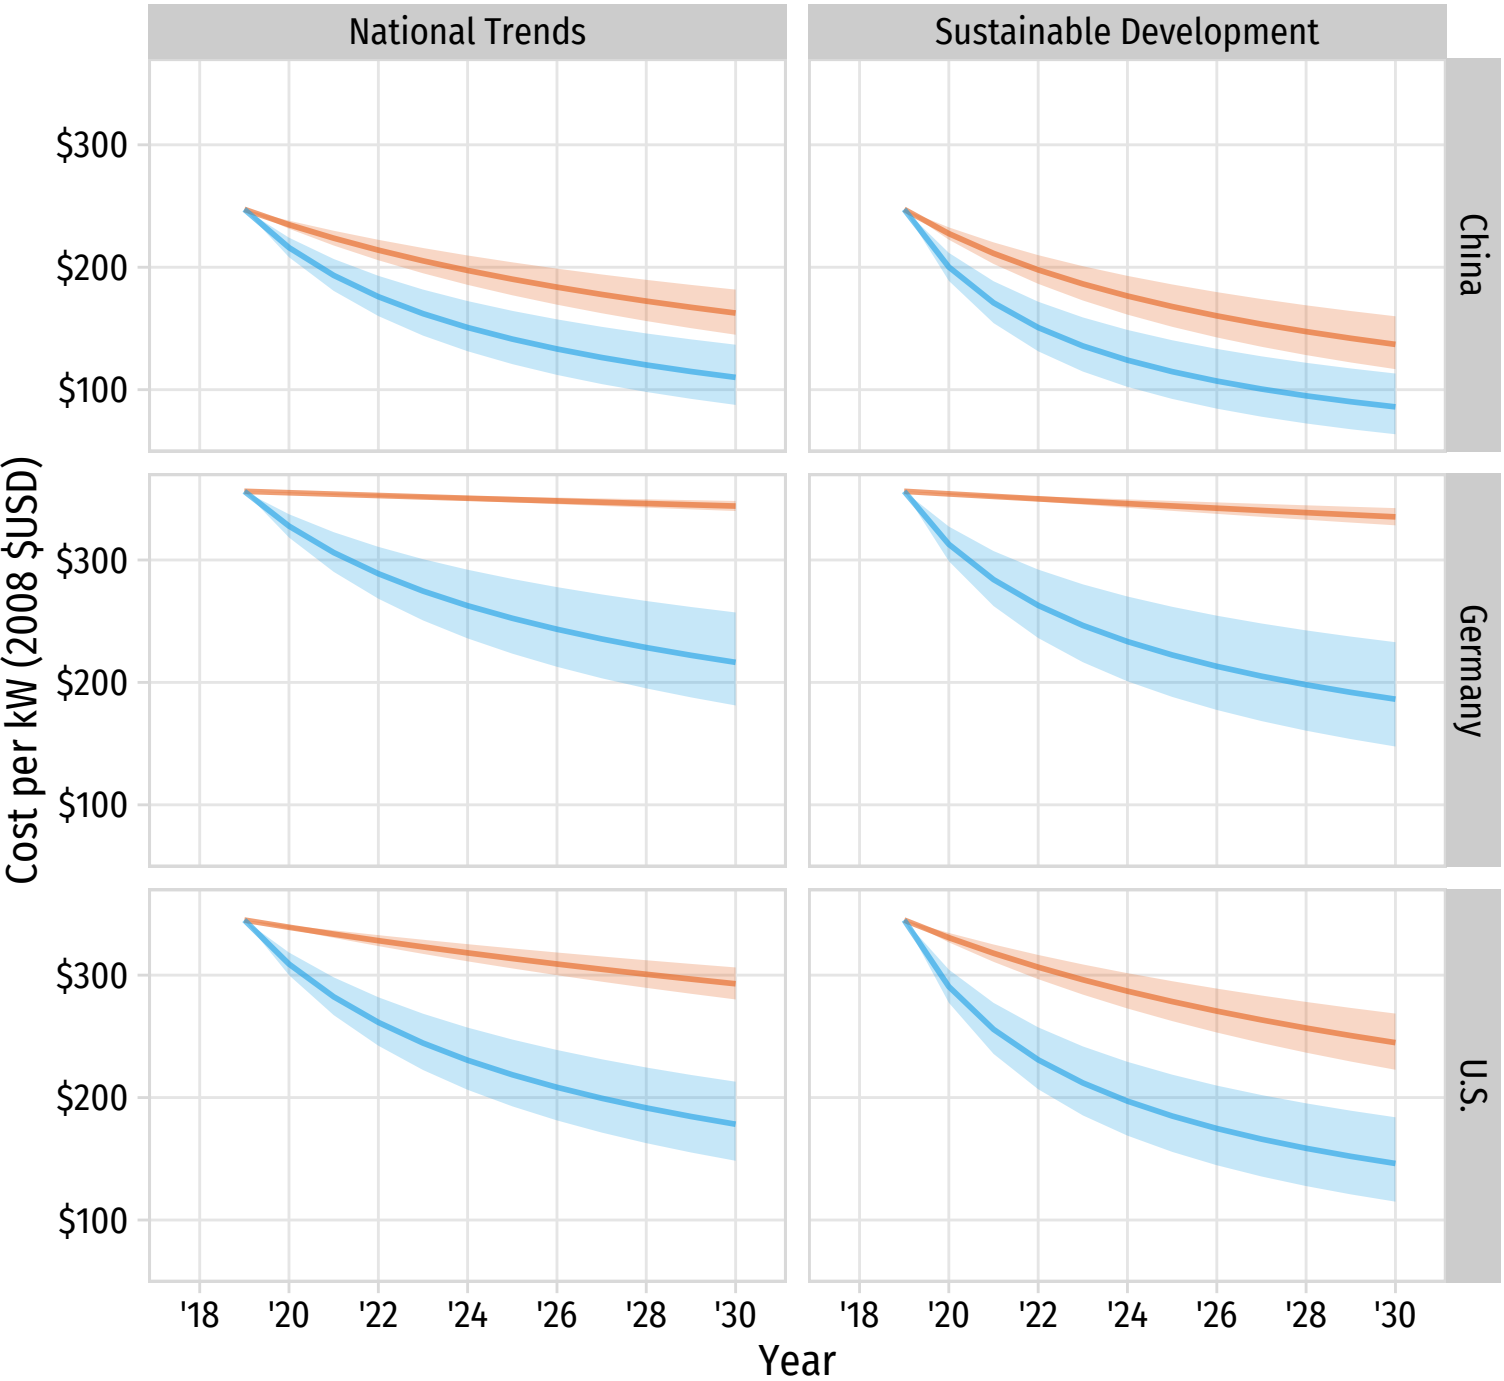 National Trends
Sustainable Development
$300
$200
$100
China
Cost per kW (2008 $USD)
$300
$200
$100
Germany
$300
$200
$100
U.S.
'18 '20 '22 '24 '26 '28 '30
'18 '20 '22 '24 '26 '28 '30
Year